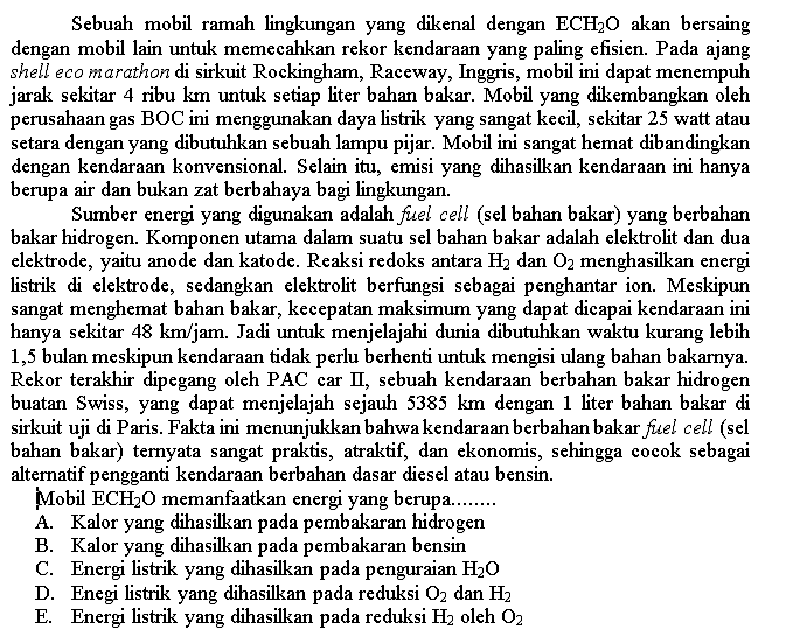 Sebuah mobil ramah lingkungan yang dikenal dengan ECH₂O akan bersaing
dengan mobil lain untuk memecahkan rekor kendaraan yang paling efisien. Pada ajang
shell eco marathon di sirkuit Rockingham, Raceway, Inggris, mobil ini dapat menempuh
jarak sekitar 4 ribu km untuk setiap liter bahan bakar. Mobil yang dikembangkan oleh
perusahaan gas BOC ini menggunakan daya listrik yang sangat kecil, sekitar 25 watt atau
setara dengan yang dibutuhkan sebuah lampu pijar. Mobil ini sangat hemat dibandingkan
dengan kendaraan konvensional. Selain itu, emisi yang dihasilkan kendaraan ini hanya
berupa air dan bukan zat berbahaya bagi lingkungan.
Sumber energi yang digunakan adalah fuel cell (sel bahan bakar) yang berbahan
bakar hidrogen. Komponen utama dalam suatu sel bahan bakar adalah elektrolit dan dua
elektrode, yaitu anode dan katode. Reaksi redoks antara H₂ dan O₂ menghasilkan energi
listrik di elektrode, sedangkan elektrolit berfungsi sebagai penghantar ion. Meskipun
sangat menghemat bahan bakar, kecepatan maksimum yang dapat dicapai kendaraan ini
hanya sekitar 48 km/jam. Jadi untuk menjelajahi dunia dibutuhkan waktu kurang lebih
1,5 bulan meskipun kendaraan tidak perlu berhenti untuk mengisi ulang bahan bakarnya.
Rekor terakhir dipegang oleh PAC car II, sebuah kendaraan berbahan bakar hidrogen
buatan Swiss, yang dapat menjelajah sejauh 5385 km dengan 1 liter bahan bakar di
sirkuit uji di Paris. Fakta ini menunjukkan bahwa kendaraan berbahan bakar fuel cell (sel
bahan bakar) ternyata sangat praktis, atraktif, dan ekonomis, sehingga cocok sebagai
alternatif pengganti kendaraan berbahan dasar diesel atau bensin.
Mobil ECH₂O memanfaatkan energi yang berupa........
A. Kalor yang dihasilkan pada pembakaran hidrogen
B. Kalor yang dihasilkan pada pembakaran bensin
C. Energi listrik yang dihasilkan pada penguraian H₂O
D. Enegi listrik yang dihasilkan pada reduksi O₂ dan H₂
E. Energi listrik yang dihasilkan pada reduksi H₂ oleh O₂